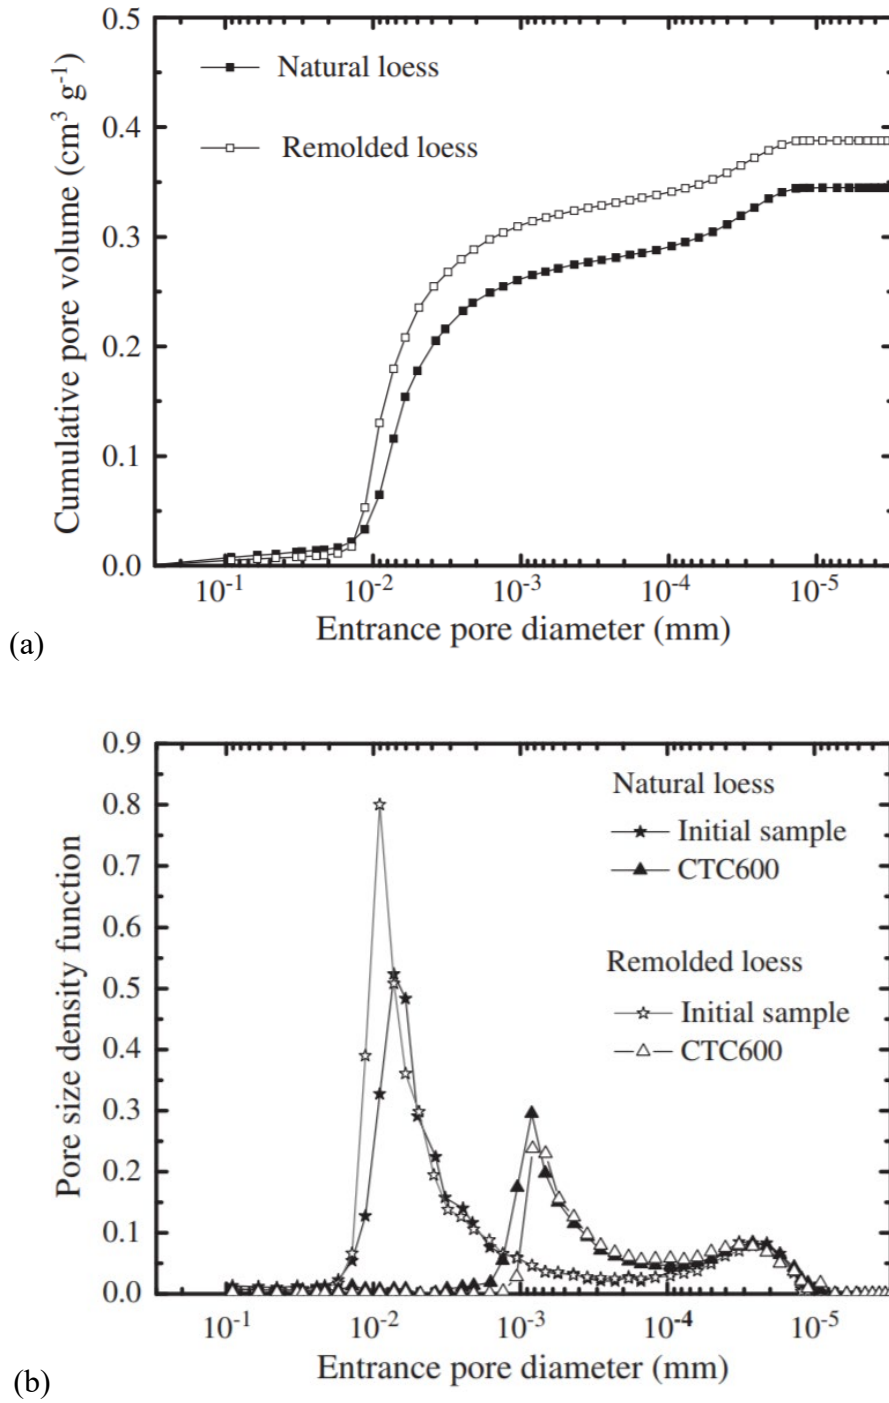 0.5
Natural loess
0.4
Remolded loess
0.3
0.2
0.1
0.0
Cumulative pore volume (cm³ g⁻¹)
10⁻¹ 10⁻² 10⁻³ 10⁻⁴ 10⁻⁵
Entrance pore diameter (mm)
(a)
0.9
0.8
0.7
0.6
0.5
0.4
0.3
0.2
0.1
0.0
Pore size density function
Natural loess
Initial sample
CTC600
Remolded loess
Initial sample
CTC600
10⁻¹ 10⁻² 10⁻³ 10⁻⁴ 10⁻⁵
Entrance pore diameter (mm)
(b)